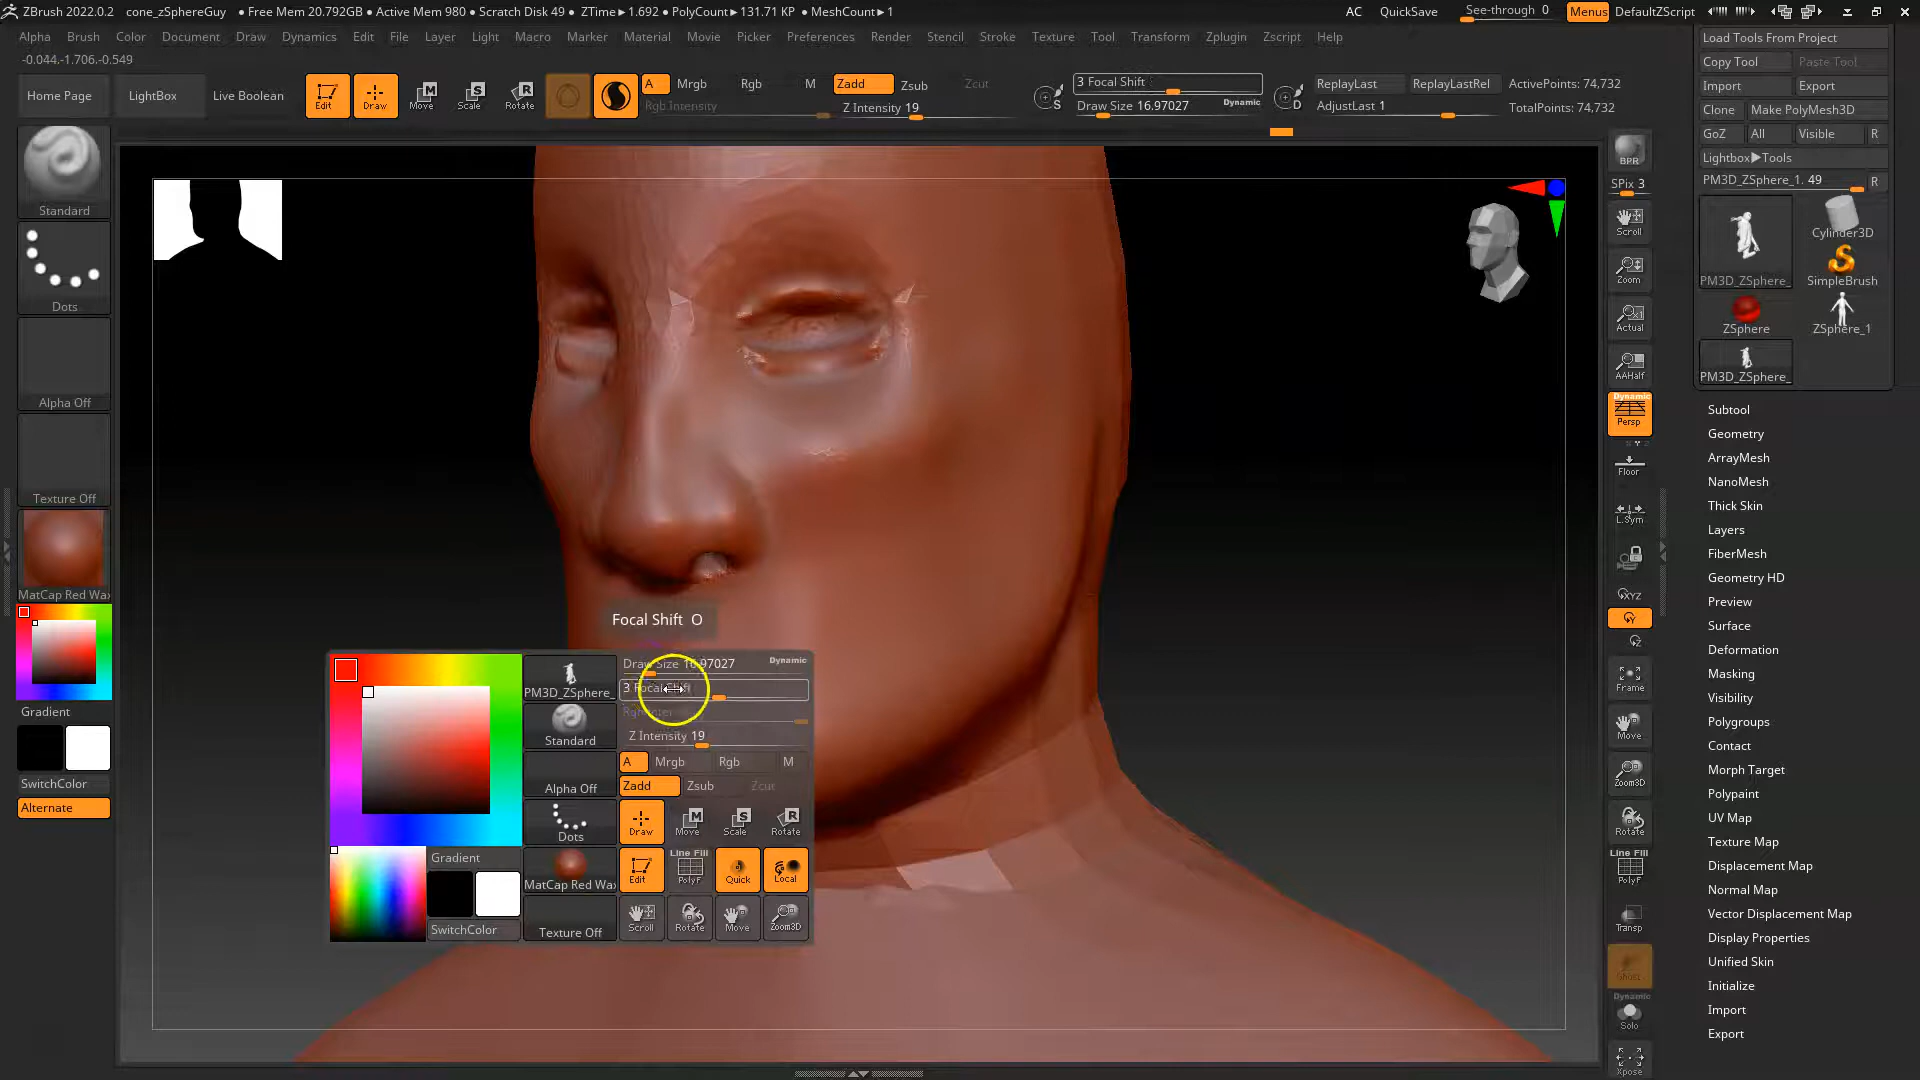 ZBrush 2022.0.2 cone_zSphereGuy ● Free Mem 20.792GB ● Active Mem 980 ● Scratch Disk 49 ● ZTime►1.692 ● PolyCount►131.71 KP ● MeshCount►1 AC QuickSave See-through 0 Menus DefaultZScript
Alpha Brush Color Document Draw Dynamics Edit File Layer Light Macro Marker Material Movie Picker Preferences Render Stencil Stroke Texture Tool Transform Zplugin Zscript Help
-0.044,-1.706,-0.549
Home Page LightBox Live Boolean Edit Draw Move Scale Rotate
A Mrgb Rgb M Zadd Zsub Zcut
Rgb Intensity Z Intensity 19
3 Focal Shift
Draw Size 16.97027 Dynamic
S
D
ReplayLast ReplayLastRel ActivePoints: 74,732
AdjustLast 1 TotalPoints: 74,732
Standard
Dots
Alpha Off
Texture Off
MatCap Red Wax
Gradient
SwitchColor
Alternate
Focal Shift O
Draw Size 16.97027 Dynamic
3 Focal Shift
Z Intensity 19
A Mrgb Rgb M
Zadd Zsub Zcut
Draw Move Scale Rotate
Edit Line Fill PolyF Quick Local
Scroll Rotate Move Zoom3D
PM3D_ZSphere_
Standard
Alpha Off
Dots
MatCap Red Wax
Texture Off
Gradient
SwitchColor
BPR
SPix 3
Scroll
Zoom
Actual
AAHalf
Dynamic
Persp
Floor
L.Sym
XYZ
Y
Z
Frame
Move
Zoom3D
Rotate
Line Fill
PolyF
Transp
Ghost
Dynamic
Solo
Xpose
Load Tools From Project
Copy Tool Paste Tool
Import Export
Clone Make PolyMesh3D
GoZ All Visible R
Lightbox►Tools
PM3D_ZSphere_1. 49 R
PM3D_ZSphere_ Cylinder3D
SimpleBrush
ZSphere ZSphere_1
PM3D_ZSphere_
Subtool
Geometry
ArrayMesh
NanoMesh
Thick Skin
Layers
FiberMesh
Geometry HD
Preview
Surface
Deformation
Masking
Visibility
Polygroups
Contact
Morph Target
Polypaint
UV Map
Texture Map
Displacement Map
Normal Map
Vector Displacement Map
Display Properties
Unified Skin
Initialize
Import
Export